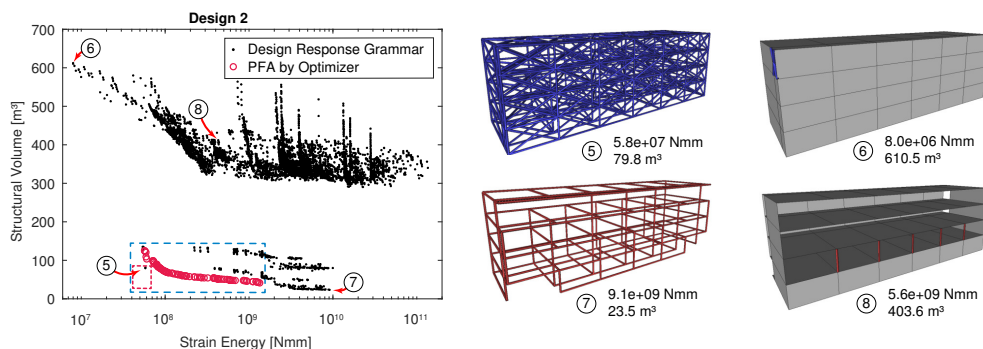 Design 2
Structural Volume [m³]
700
600
500
400
300
200
100
0
Design Response Grammar
PFA by Optimizer
6
8
5
7
10⁷
10⁸
10⁹
10¹⁰
10¹¹
Strain Energy [Nmm]
5
5.8e+07 Nmm
79.8 m³
6
8.0e+06 Nmm
610.5 m³
7
9.1e+09 Nmm
23.5 m³
8
5.6e+09 Nmm
403.6 m³